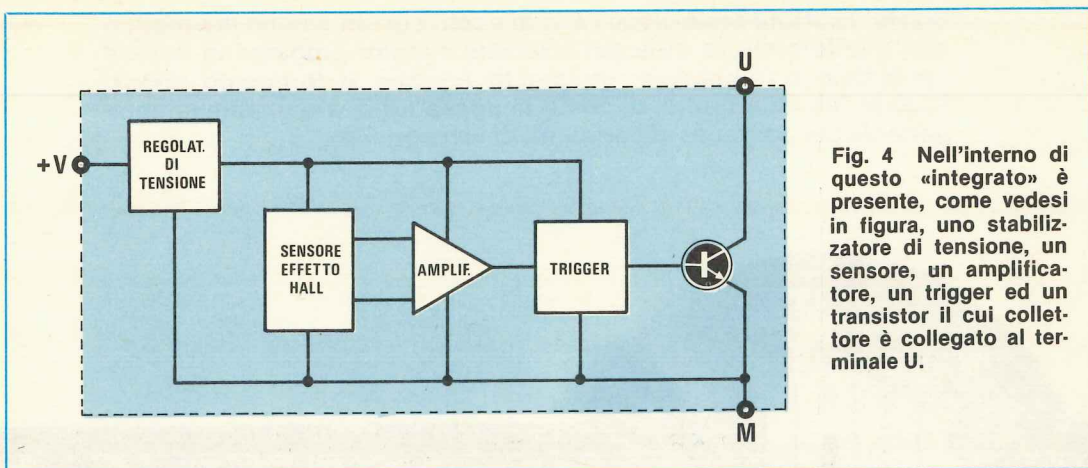 U
+V
REGOLAT.
DI
TENSIONE
SENSORE
EFFETTO
HALL
AMPLIF.
TRIGGER
M
Fig. 4 Nell'interno di
questo «integrato» è
presente, come vedesi
in figura, uno stabiliz-
zatore di tensione, un
sensore, un amplifica-
tore, un trigger ed un
transistor il cui collet-
tore è collegato al ter-
minale U.